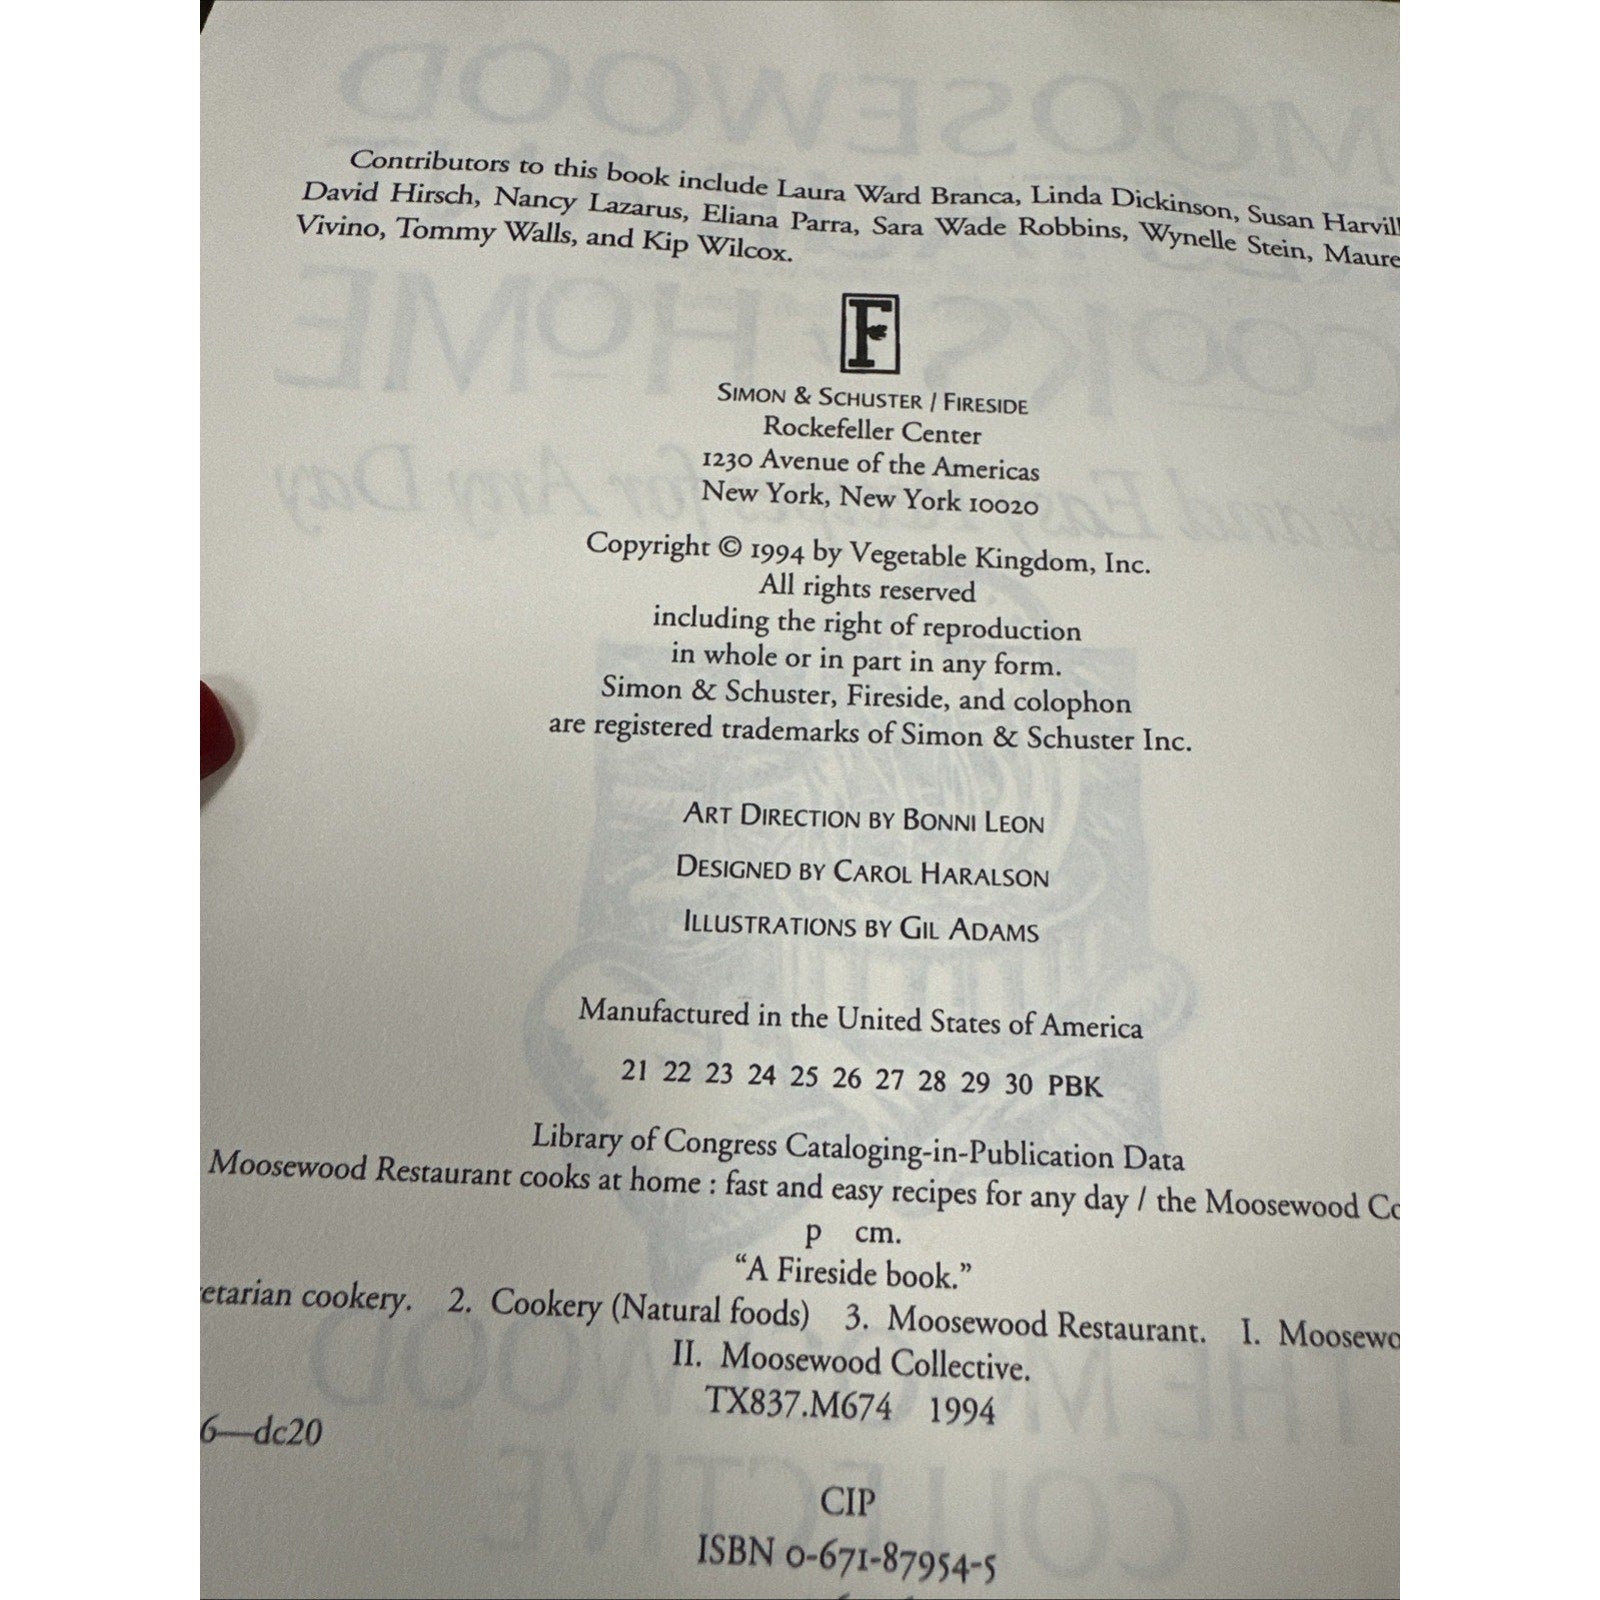 Contributors to this book include Laura Ward Branca, Linda Dickinson, Susan Harvill
David Hirsch, Nancy Lazarus, Eliana Parra, Sara Wade Robbins, Wynelle Stein, Maure
Vivino, Tommy Walls, and Kip Wilcox.
F
SIMON & SCHUSTER / FIRESIDE
Rockefeller Center
1230 Avenue of the Americas
New York, New York 10020
Copyright © 1994 by Vegetable Kingdom, Inc.
All rights reserved
including the right of reproduction
in whole or in part in any form.
Simon & Schuster, Fireside, and colophon
are registered trademarks of Simon & Schuster Inc.
ART DIRECTION BY BONNI LEON
DESIGNED BY CAROL HARALSON
ILLUSTRATIONS BY GIL ADAMS
Manufactured in the United States of America
21 22 23 24 25 26 27 28 29 30 PBK
Library of Congress Cataloging-in-Publication Data
Moosewood Restaurant cooks at home : fast and easy recipes for any day / the Moosewood Co
p cm.
“A Fireside book.”
etarian cookery. 2. Cookery (Natural foods) 3. Moosewood Restaurant. I. Moosewo
II. Moosewood Collective.
TX837.M674 1994
6—dc20
CIP
ISBN 0-671-87954-5